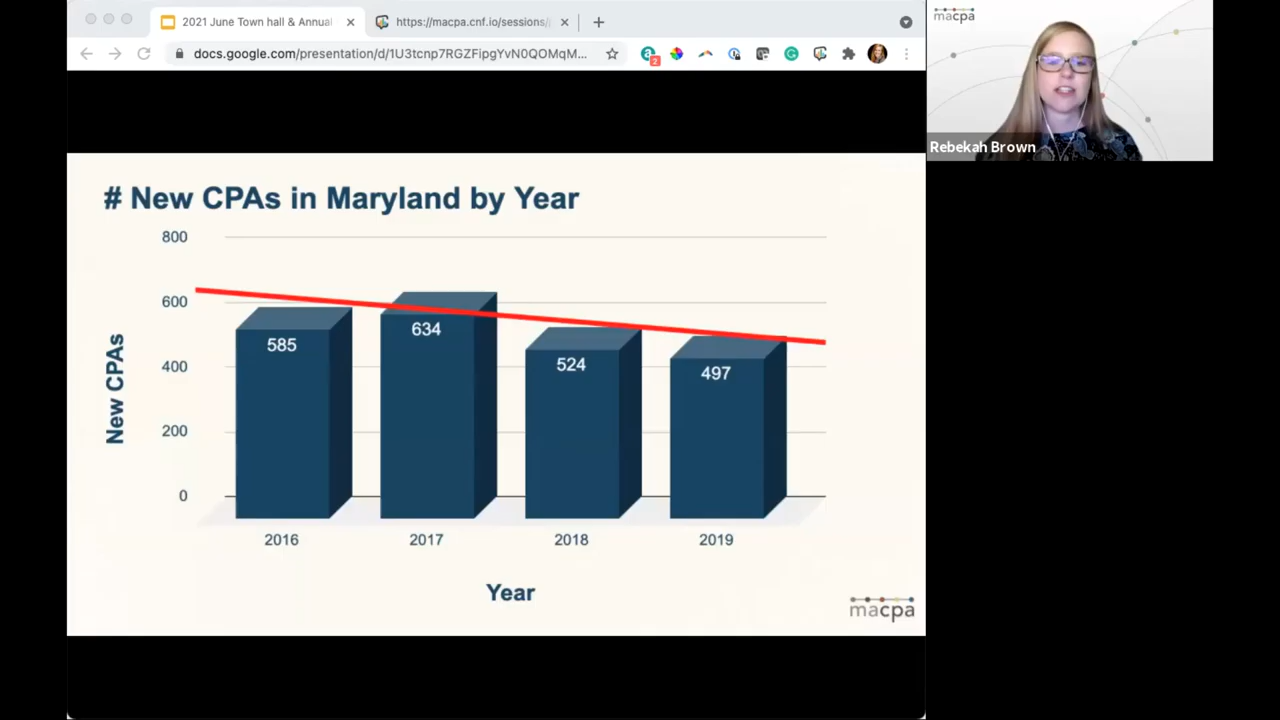 2021 June Town hall & Annual
https://macpa.cnf.io/sessions/
docs.google.com/presentation/d/1U3tcnp7RGZFipgYvN0QOMqM...
2
macpa
Rebekah Brown
# New CPAs in Maryland by Year
800
600
400
200
0
New CPAs
585
634
524
497
2016
2017
2018
2019
Year
macpa